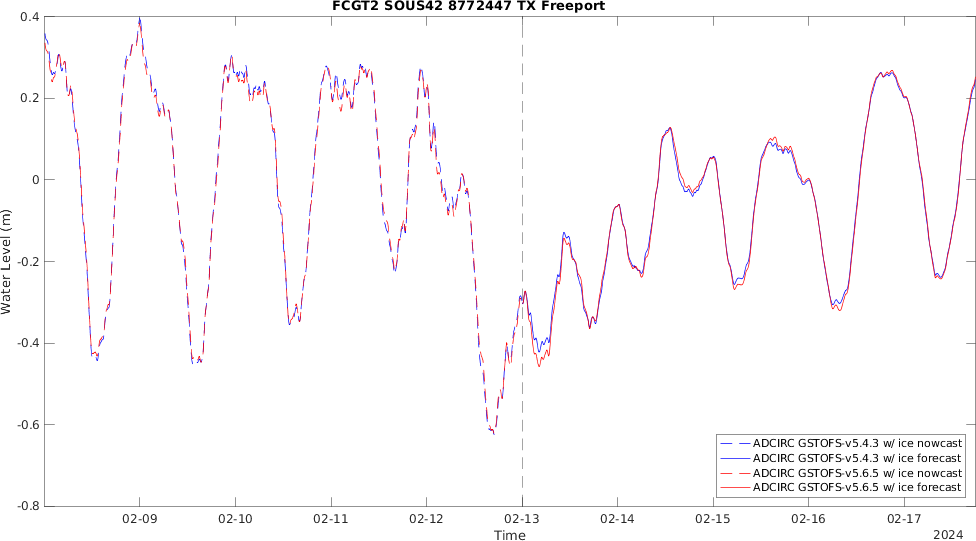 FCGT2 SOUS42 8772447 TX Freeport
0.4
0.2
0
-0.2
-0.4
-0.6
-0.8
Water Level (m)
ADCIRC GSTOFS-v5.4.3 w/ ice nowcast
ADCIRC GSTOFS-v5.4.3 w/ ice forecast
ADCIRC GSTOFS-v5.6.5 w/ ice nowcast
ADCIRC GSTOFS-v5.6.5 w/ ice forecast
02-09 02-10 02-11 02-12 02-13 02-14 02-15 02-16 02-17
Time
2024